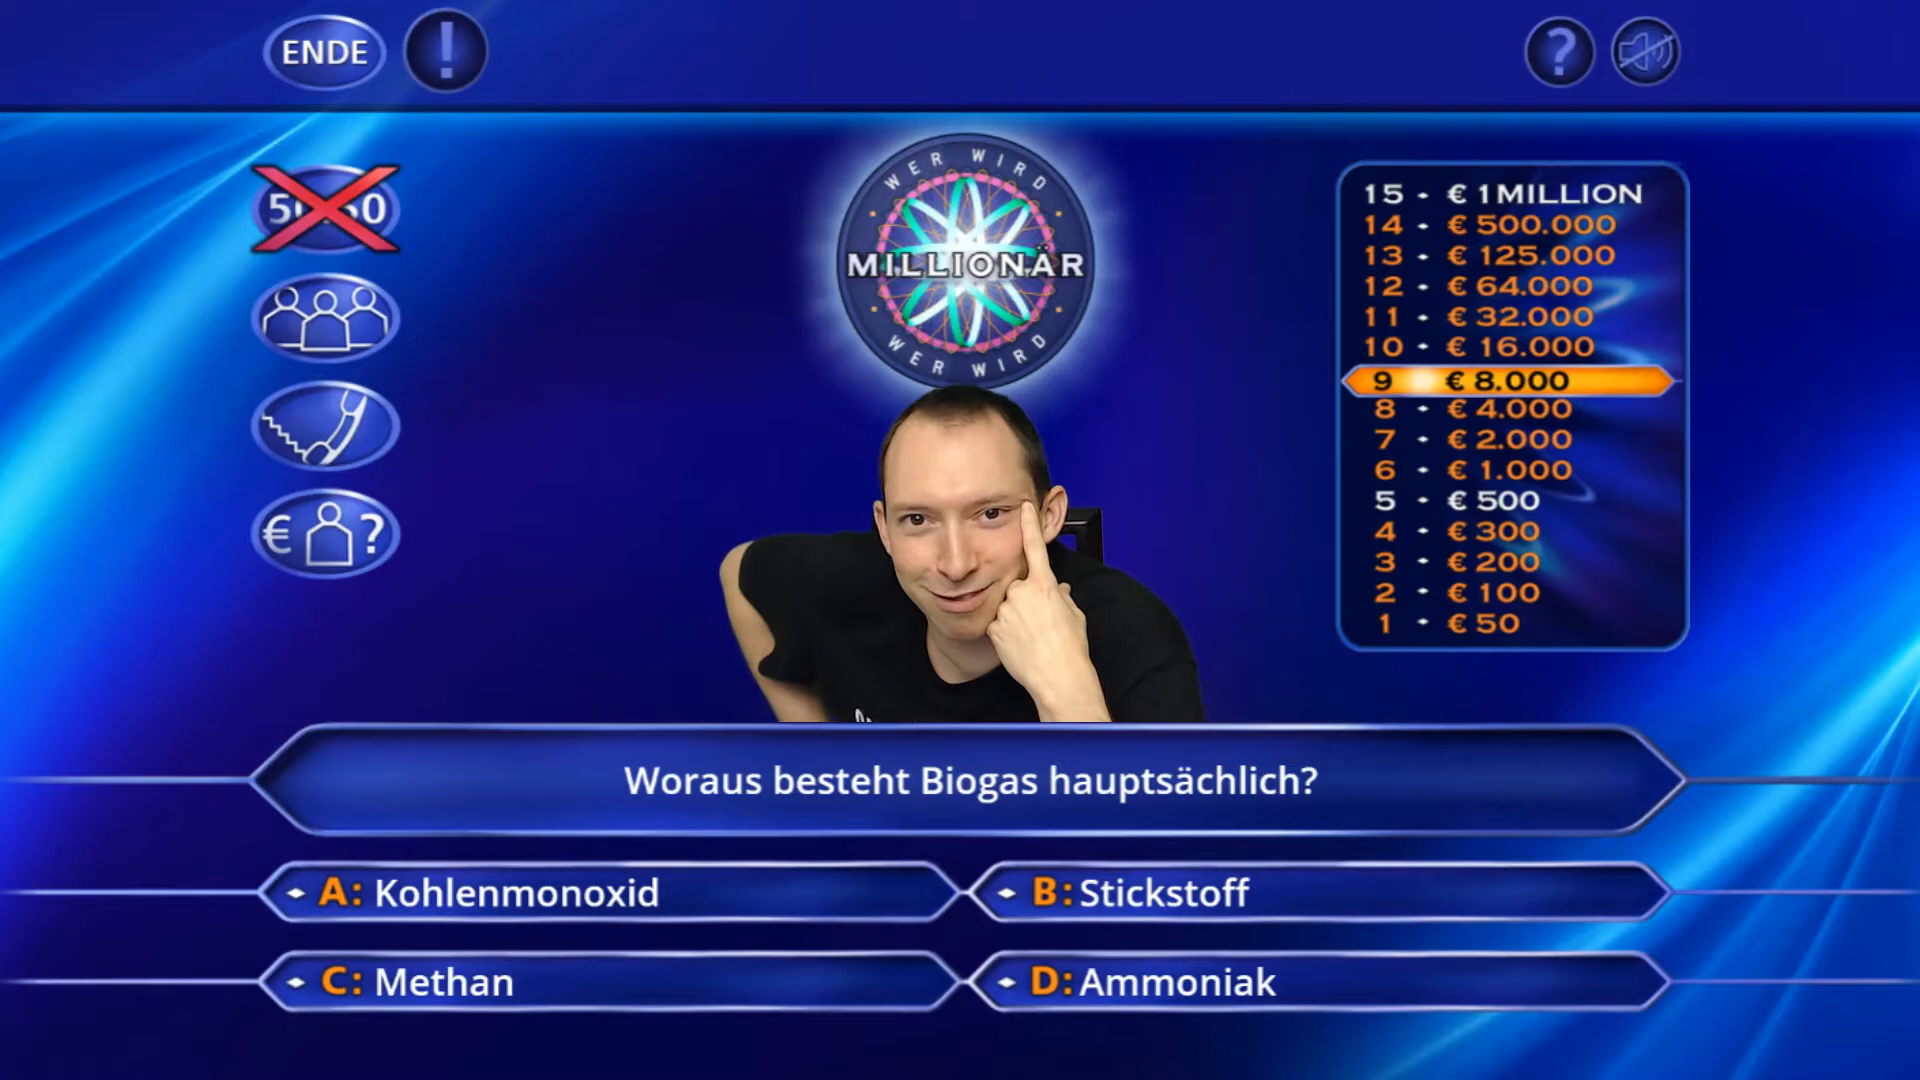 ENDE
!
?
WER WIRD
MILLIONÄR
WER WIRD
€ ?
15 · € 1 MILLION
14 · € 500.000
13 · € 125.000
12 · € 64.000
11 · € 32.000
10 · € 16.000
9 € 8.000
8 · € 4.000
7 · € 2.000
6 · € 1.000
5 · € 500
4 · € 300
3 · € 200
2 · € 100
1 · € 50
Woraus besteht Biogas hauptsächlich?
A: Kohlenmonoxid
B: Stickstoff
C: Methan
D: Ammoniak